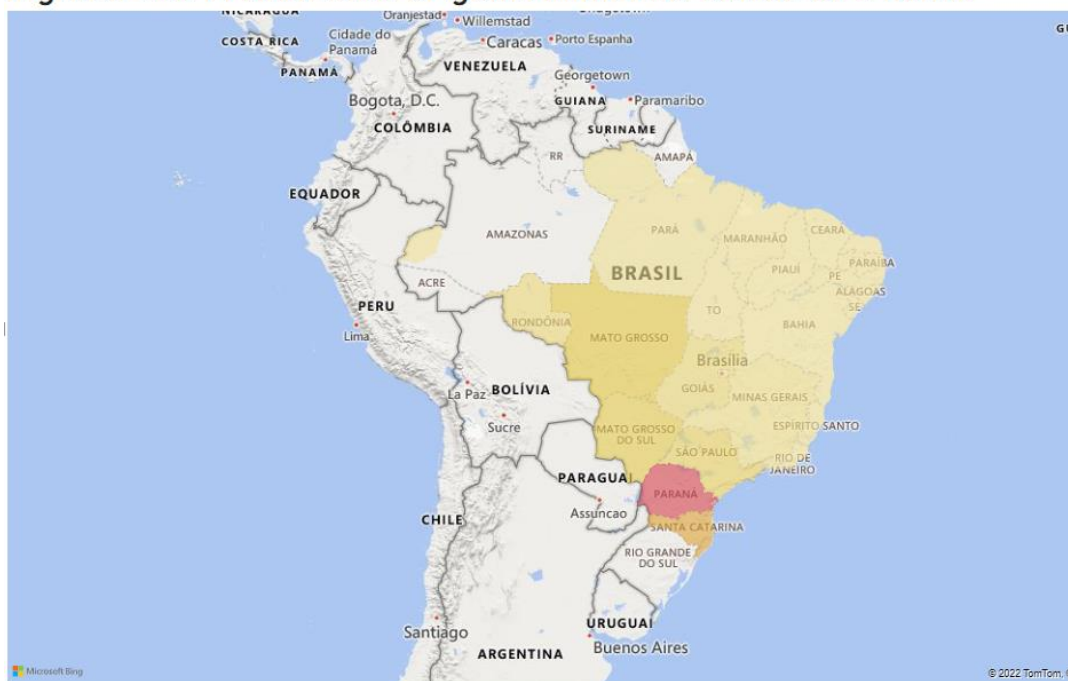 NICARÁGUA
Oranjestad
Willemstad
COSTA RICA
Cidade do
Panamá
Caracas
Porto Espanha
PANAMÁ
VENEZUELA
Georgetown
Bogota, D.C.
GUIANA
Paramaribo
COLÔMBIA
SURINAME
RR
AMAPÁ
EQUADOR
AMAZONAS
PARÁ
MARANHÃO
CEARÁ
BRASIL
PIAUÍ
PARAÍBA
PE
ACRE
ALAGOAS
SE
PERU
TO
RONDÔNIA
BAHIA
Lima
MATO GROSSO
Brasília
La Paz
BOLÍVIA
GOIÁS
MINAS GERAIS
Sucre
MATO GROSSO
DO SUL
ESPÍRITO SANTO
SÃO PAULO
RIO DE
JANEIRO
PARAGUAI
PARANÁ
Assuncao
CHILE
SANTA CATARINA
RIO GRANDE
DO SUL
Santiago
URUGUAI
ARGENTINA
Buenos Aires
Microsoft Bing
© 2022 TomTom,